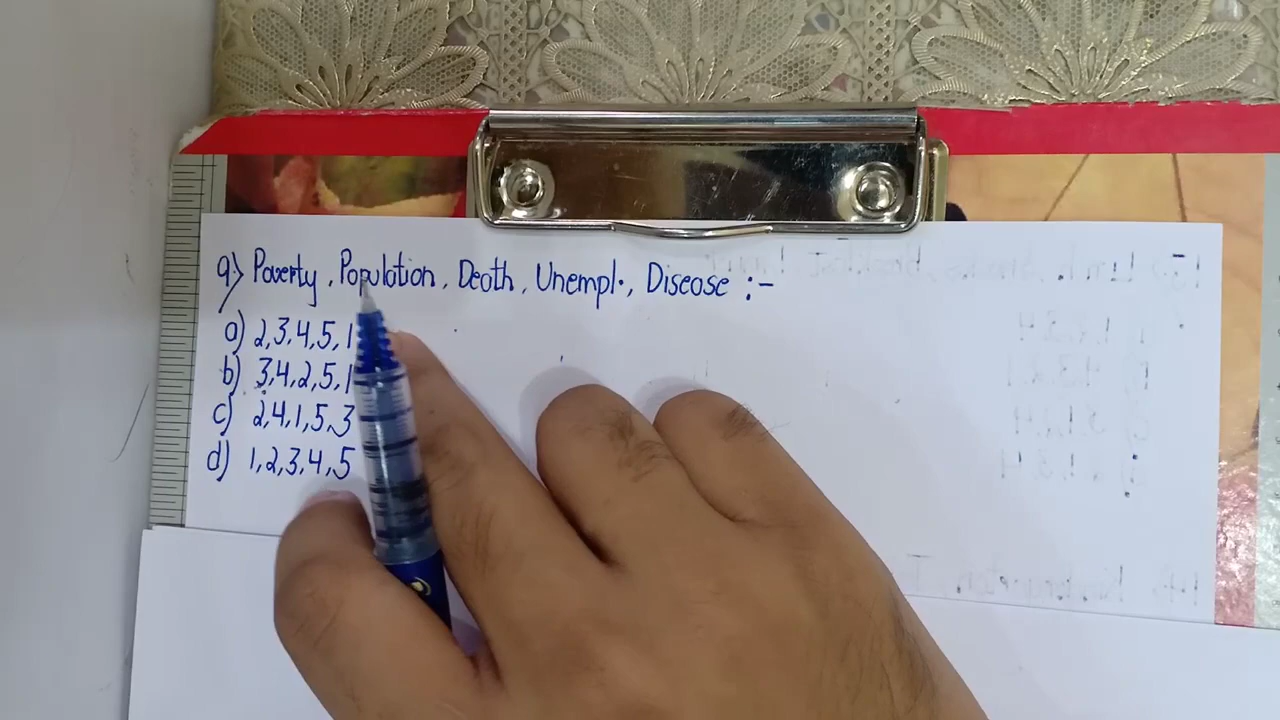 9.) Poverty, Population, Death, Unempl., Disease :-
a) 2,3,4,5,1
b) 3,4,2,5,1
c) 2,4,1,5,3
d) 1,2,3,4,5